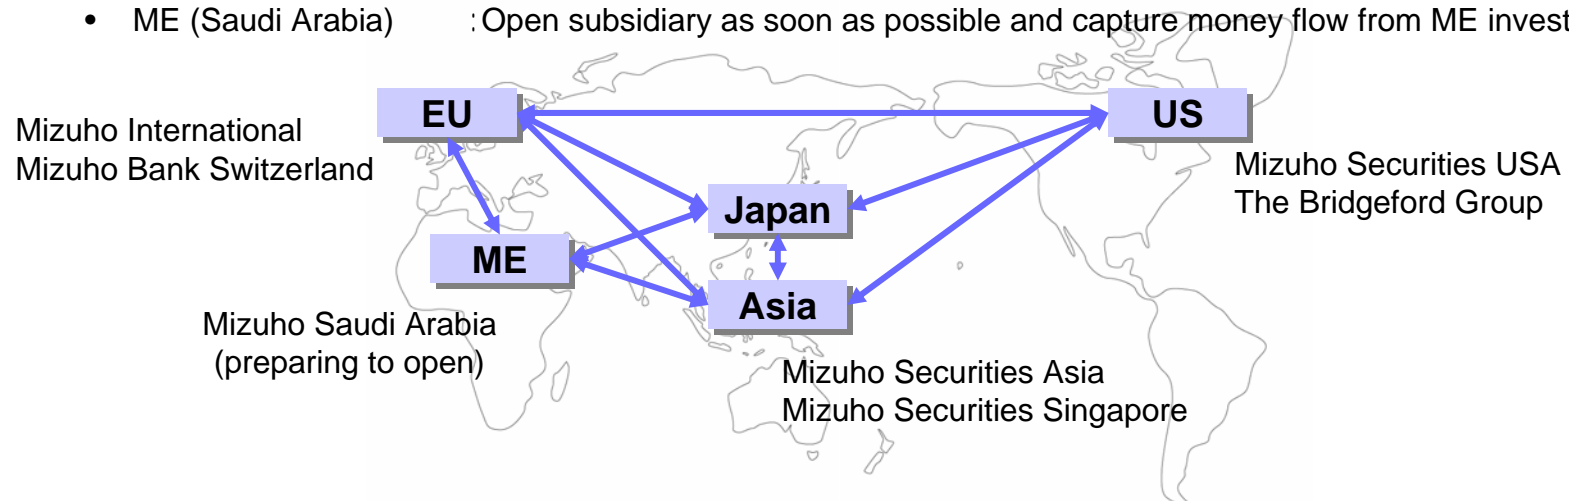 • ME (Saudi Arabia) : Open subsidiary as soon as possible and capture money flow from ME invest
EU
US
Mizuho International
Mizuho Bank Switzerland
Mizuho Securities USA
The Bridgeford Group
Japan
ME
Asia
Mizuho Saudi Arabia
(preparing to open)
Mizuho Securities Asia
Mizuho Securities Singapore